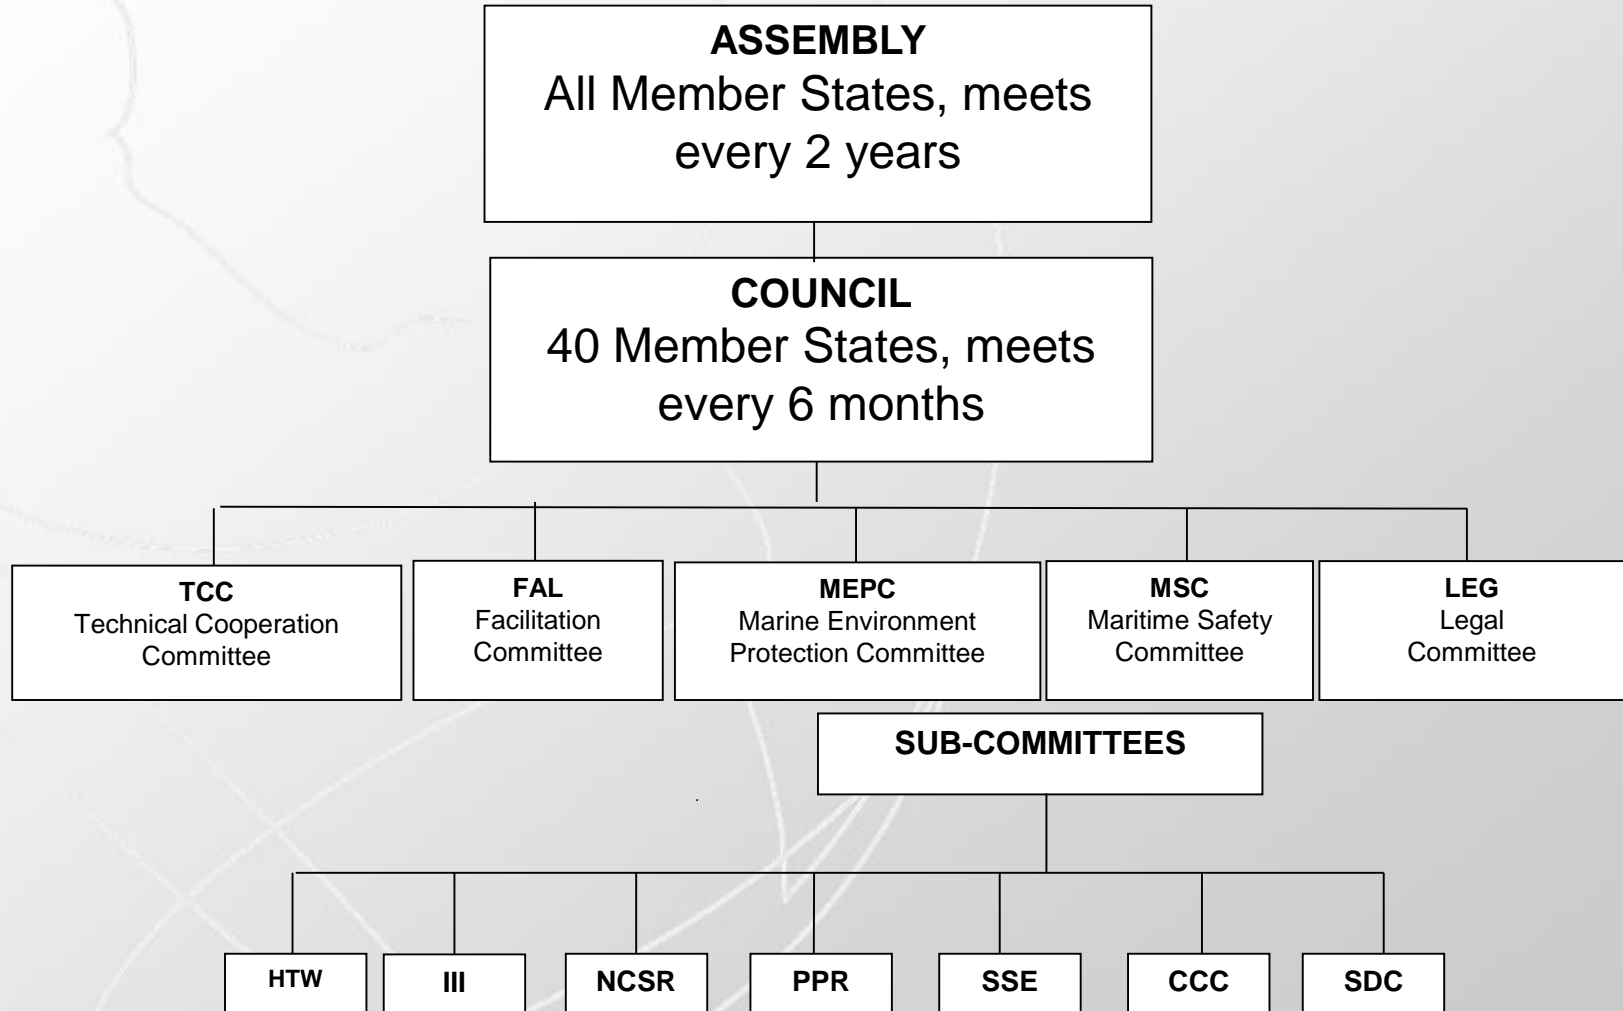 ASSEMBLY
All Member States, meets
every 2 years
COUNCIL
40 Member States, meets
every 6 months
TCC
Technical Cooperation
Committee
FAL
Facilitation
Committee
MEPC
Marine Environment
Protection Committee
MSC
Maritime Safety
Committee
LEG
Legal
Committee
SUB-COMMITTEES
HTW
III
NCSR
PPR
SSE
CCC
SDC